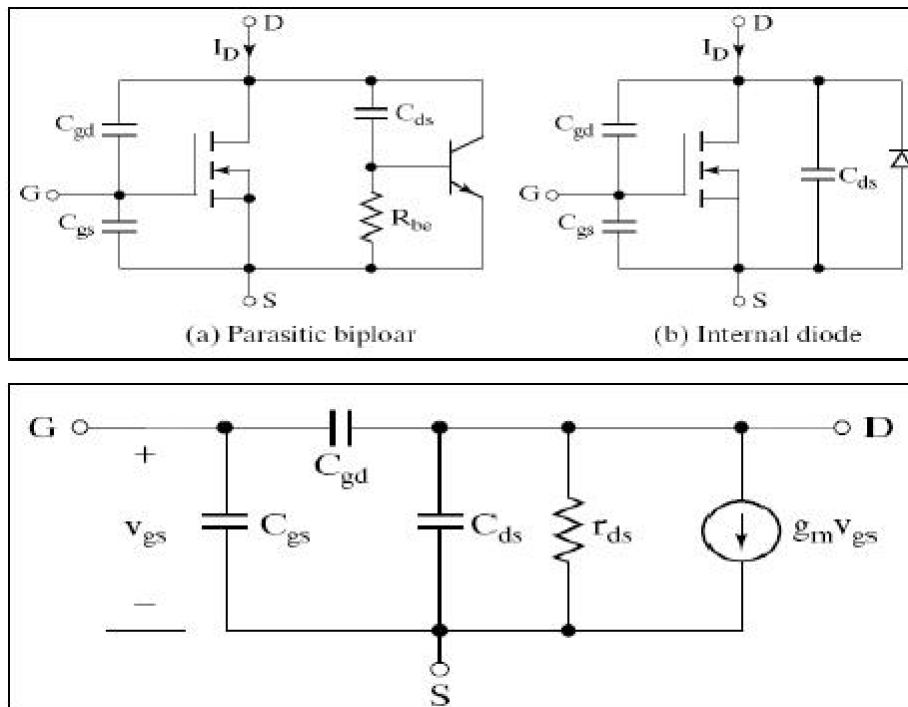 D
I_D
C_gd
C_ds
G
C_gs
R_be
S
(a) Parasitic biploar
D
I_D
C_gd
G
C_gs
C_ds
S
(b) Internal diode
G
D
+
C_gd
v_gs
C_gs
C_ds
r_ds
g_m v_gs
−
S